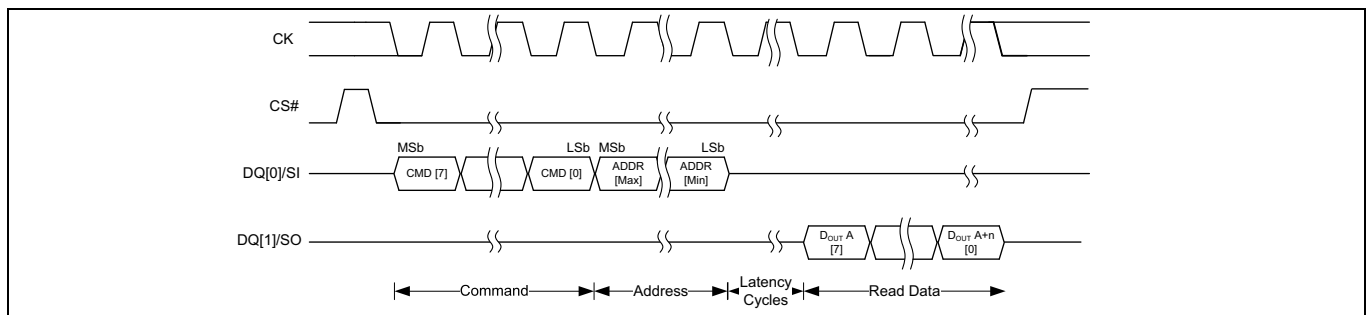 CK
CS#
MSb LSb MSb LSb
DQ[0]/SI CMD [7] CMD [0] ADDR [Max] ADDR [Min]
DQ[1]/SO DOUT A [7] DOUT A+n [0]
Command Address Latency Cycles Read Data